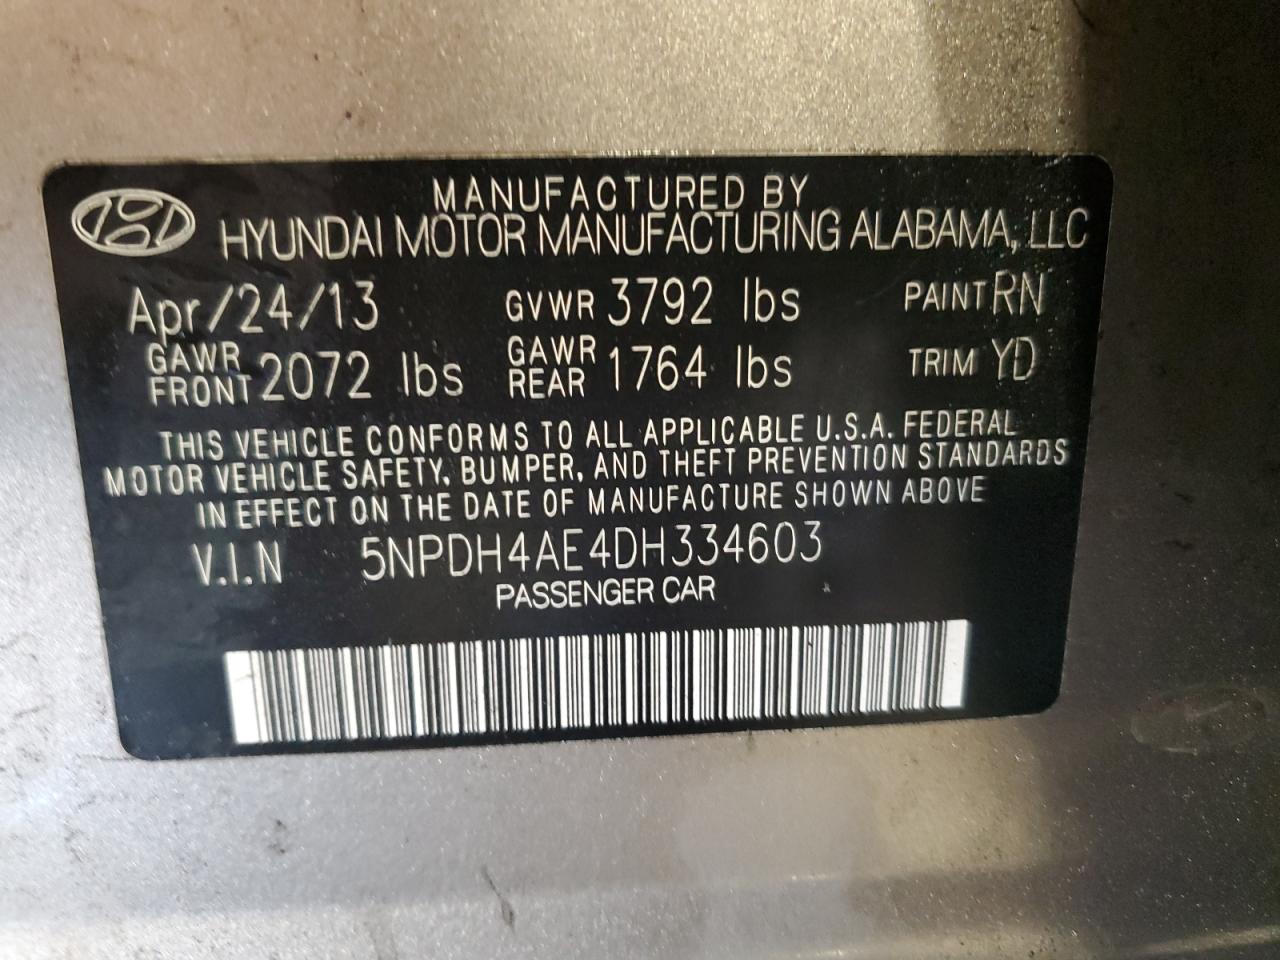 MANUFACTURED BY
HYUNDAI MOTOR MANUFACTURING ALABAMA, LLC
Apr/24/13 GVWR 3792 lbs PAINT RN
GAWR FRONT 2072 lbs GAWR REAR 1764 lbs TRIM YD
THIS VEHICLE CONFORMS TO ALL APPLICABLE U.S.A. FEDERAL
MOTOR VEHICLE SAFETY, BUMPER, AND THEFT PREVENTION STANDARDS
IN EFFECT ON THE DATE OF MANUFACTURE SHOWN ABOVE
V.I.N 5NPDH4AE4DH334603
PASSENGER CAR